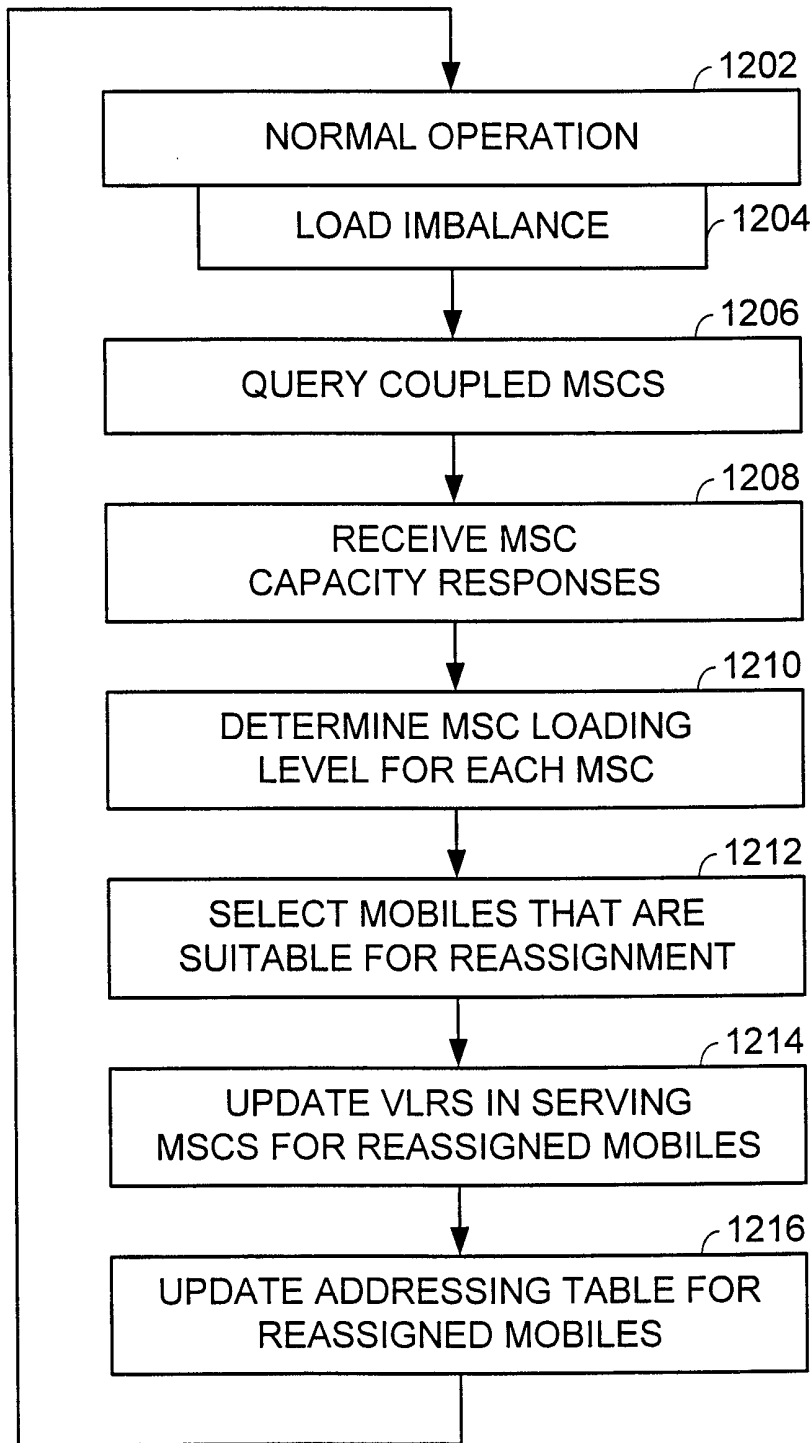 1202
NORMAL OPERATION
LOAD IMBALANCE
1204
1206
QUERY COUPLED MSCS
1208
RECEIVE MSC
CAPACITY RESPONSES
1210
DETERMINE MSC LOADING
LEVEL FOR EACH MSC
1212
SELECT MOBILES THAT ARE
SUITABLE FOR REASSIGNMENT
1214
UPDATE VLRS IN SERVING
MSCS FOR REASSIGNED MOBILES
1216
UPDATE ADDRESSING TABLE FOR
REASSIGNED MOBILES